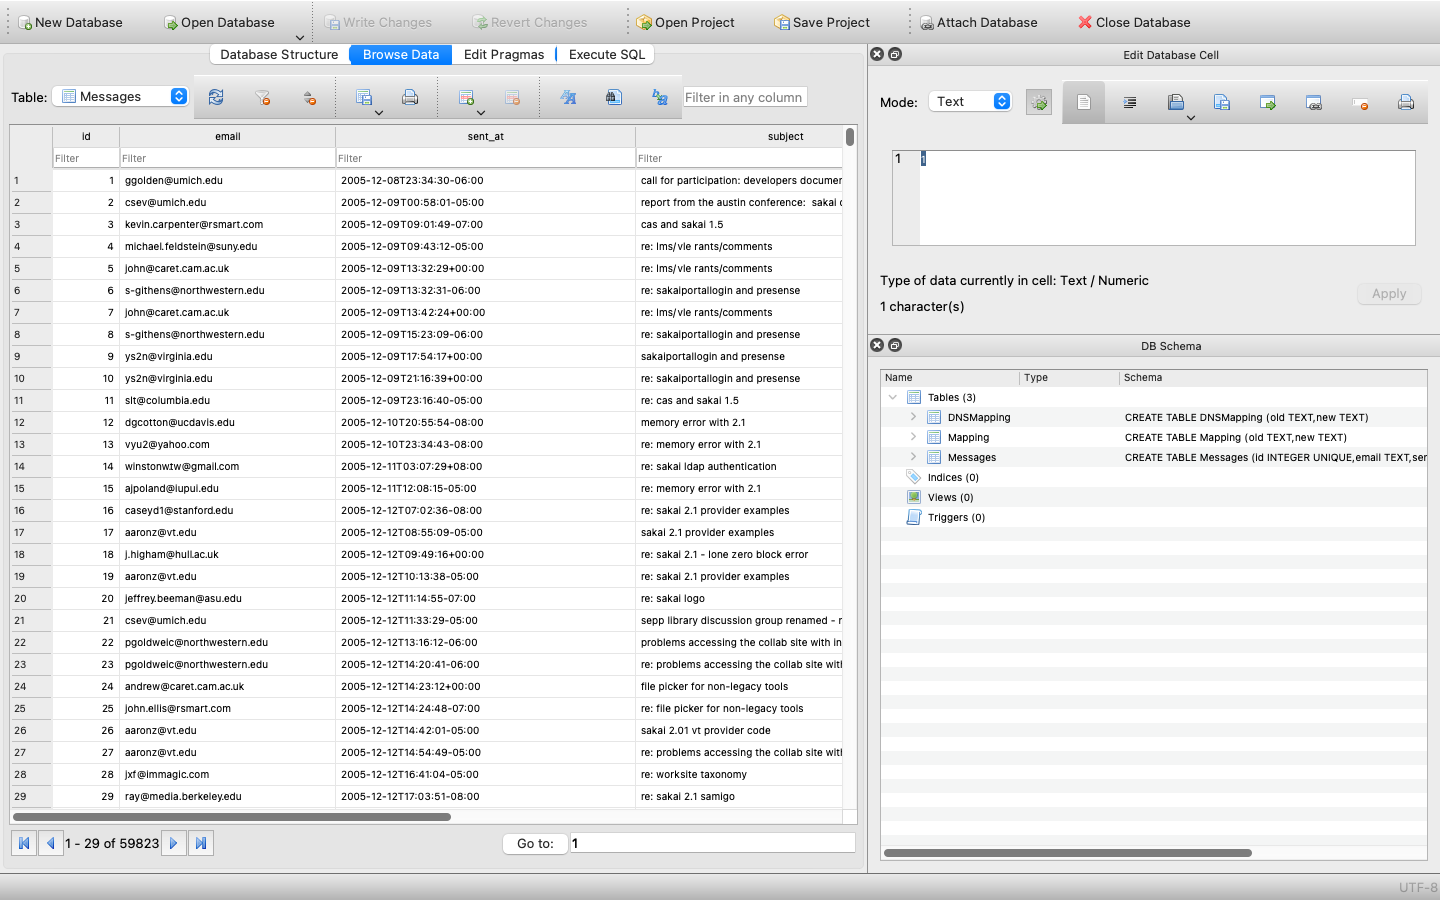 New Database Open Database Write Changes Revert Changes Open Project Save Project Attach Database Close Database
Database Structure Browse Data Edit Pragmas Execute SQL
Table: Messages Filter in any column
id email sent_at subject
Filter Filter Filter Filter
1 1 ggolden@umich.edu 2005-12-08T23:34:30-06:00 call for participation: developers documen
2 2 csev@umich.edu 2005-12-09T00:58:01-05:00 report from the austin conference: sakai c
3 3 kevin.carpenter@rsmart.com 2005-12-09T09:01:49-07:00 cas and sakai 1.5
4 4 michael.feldstein@suny.edu 2005-12-09T09:43:12-05:00 re: lms/vle rants/comments
5 5 john@caret.cam.ac.uk 2005-12-09T13:32:29+00:00 re: lms/vle rants/comments
6 6 s-githens@northwestern.edu 2005-12-09T13:32:31-06:00 re: sakaiportallogin and presense
7 7 john@caret.cam.ac.uk 2005-12-09T13:42:24+00:00 re: lms/vle rants/comments
8 8 s-githens@northwestern.edu 2005-12-09T15:23:09-06:00 re: sakaiportallogin and presense
9 9 ys2n@virginia.edu 2005-12-09T17:54:17+00:00 sakaiportallogin and presense
10 10 ys2n@virginia.edu 2005-12-09T21:16:39+00:00 re: sakaiportallogin and presense
11 11 slt@columbia.edu 2005-12-09T23:16:40-05:00 re: cas and sakai 1.5
12 12 dgcotton@ucdavis.edu 2005-12-10T20:55:54-08:00 memory error with 2.1
13 13 vyu2@yahoo.com 2005-12-10T23:34:43-08:00 re: memory error with 2.1
14 14 winstonw.tw@gmail.com 2005-12-11T03:07:29+08:00 re: sakai ldap authentication
15 15 ajpoland@iupui.edu 2005-12-11T12:08:15-05:00 re: memory error with 2.1
16 16 caseyd1@stanford.edu 2005-12-12T07:02:36-08:00 re: sakai 2.1 provider examples
17 17 aaronz@vt.edu 2005-12-12T08:55:09-05:00 sakai 2.1 provider examples
18 18 j.higham@hull.ac.uk 2005-12-12T09:49:16+00:00 re: sakai 2.1 - lone zero block error
19 19 aaronz@vt.edu 2005-12-12T10:13:38-05:00 re: sakai 2.1 provider examples
20 20 jeffrey.beeman@asu.edu 2005-12-12T11:14:55-07:00 re: sakai logo
21 21 csev@umich.edu 2005-12-12T11:33:29-05:00 sepp library discussion group renamed - r
22 22 pgoldweic@northwestern.edu 2005-12-12T13:16:12-06:00 problems accessing the collab site with in
23 23 pgoldweic@northwestern.edu 2005-12-12T14:20:41-06:00 re: problems accessing the collab site with
24 24 andrew@caret.cam.ac.uk 2005-12-12T14:23:12+00:00 file picker for non-legacy tools
25 25 john.ellis@rsmart.com 2005-12-12T14:24:48-07:00 re: file picker for non-legacy tools
26 26 aaronz@vt.edu 2005-12-12T14:42:01-05:00 sakai 2.01 vt provider code
27 27 aaronz@vt.edu 2005-12-12T14:54:49-05:00 re: problems accessing the collab site with
28 28 jxf@immagic.com 2005-12-12T16:41:04-05:00 re: worksite taxonomy
29 29 ray@media.berkeley.edu 2005-12-12T17:03:51-08:00 re: sakai 2.1 samigo
1 - 29 of 59823 Go to: 1
Edit Database Cell
Mode: Text
1 1
Type of data currently in cell: Text / Numeric
1 character(s)
Apply
DB Schema
Name Type Schema
Tables (3)
DNSMapping CREATE TABLE DNSMapping (old TEXT,new TEXT)
Mapping CREATE TABLE Mapping (old TEXT,new TEXT)
Messages CREATE TABLE Messages (id INTEGER UNIQUE,email TEXT,ser
Indices (0)
Views (0)
Triggers (0)
UTF-8